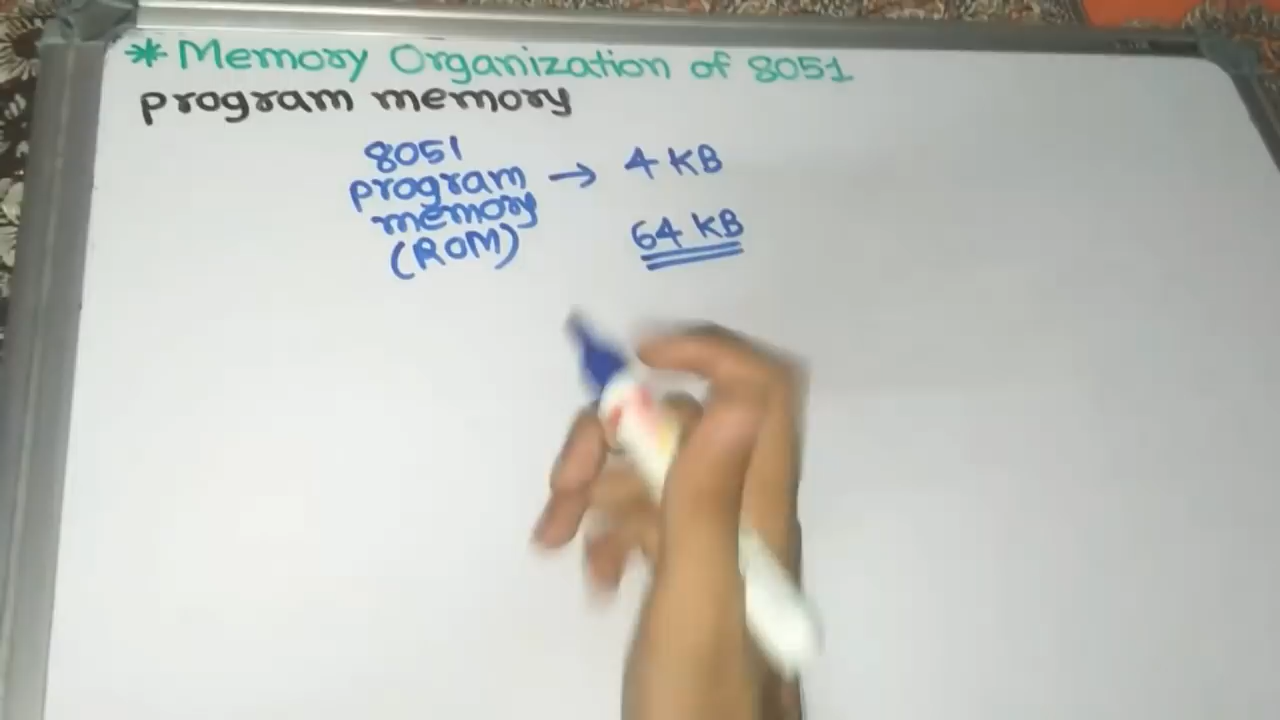 * Memory Organization of 8051
program memory
8051
program → 4 KB
memory
(ROM)
64 KB